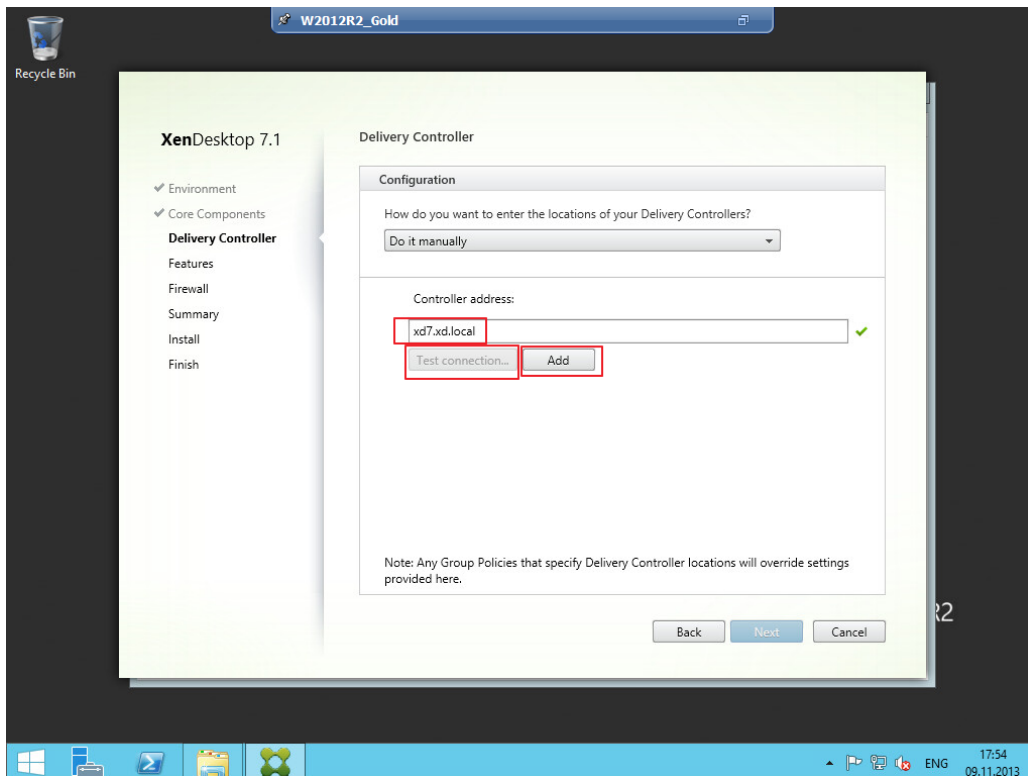 W2012R2_Gold
Recycle Bin
XenDesktop 7.1
Environment
Core Components
Delivery Controller
Features
Firewall
Summary
Install
Finish
Delivery Controller
Configuration
How do you want to enter the locations of your Delivery Controllers?
Do it manually
Controller address:
xd7.xd.local
Test connection...
Add
Note: Any Group Policies that specify Delivery Controller locations will override settings
provided here.
Back
Next
Cancel
R2
ENG
17:54
09.11.2013